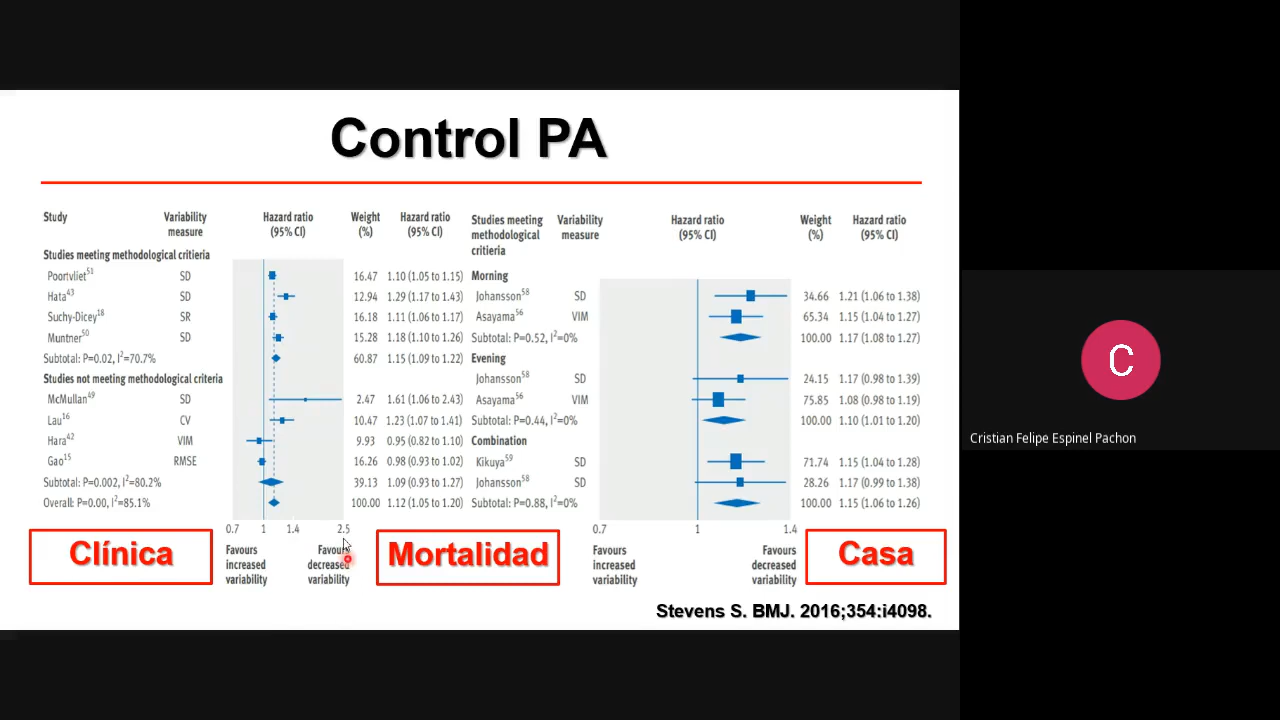 Control PA
Study Variability measure Hazard ratio (95% CI) Weight (%) Hazard ratio (95% CI)
Studies meeting methodological critieria
Poortvliet51 SD 16.47 1.10 (1.05 to 1.15)
Hata43 SD 12.94 1.29 (1.17 to 1.43)
Suchy-Dicey18 SR 16.18 1.11 (1.06 to 1.17)
Muntner50 SD 15.28 1.18 (1.10 to 1.26)
Subtotal: P=0.02, I2=70.7% 60.87 1.15 (1.09 to 1.22)
Studies not meeting methodological criteria
McMullan49 SD 2.47 1.61 (1.06 to 2.43)
Lau16 CV 10.47 1.23 (1.07 to 1.41)
Hara42 VIM 9.93 0.95 (0.82 to 1.10)
Gao15 RMSE 16.26 0.98 (0.93 to 1.02)
Subtotal: P=0.002, I2=80.2% 39.13 1.09 (0.93 to 1.27)
Overall: P=0.00, I2=85.1% 100.00 1.12 (1.05 to 1.20)
0.7 1 1.4 2.5
Favours increased variability
Favours decreased variability
Studies meeting methodological critieria Variability measure Hazard ratio (95% CI) Weight (%) Hazard ratio (95% CI)
Morning
Johansson58 SD 34.66 1.21 (1.06 to 1.38)
Asayama56 VIM 65.34 1.15 (1.04 to 1.27)
Subtotal: P=0.52, I2=0% 100.00 1.17 (1.08 to 1.27)
Evening
Johansson58 SD 24.15 1.17 (0.98 to 1.39)
Asayama56 VIM 75.85 1.08 (0.98 to 1.19)
Subtotal: P=0.44, I2=0% 100.00 1.10 (1.01 to 1.20)
Combination
Kikuya59 SD 71.74 1.15 (1.04 to 1.28)
Johansson58 SD 28.26 1.17 (0.99 to 1.38)
Subtotal: P=0.88, I2=0% 100.00 1.15 (1.06 to 1.26)
0.7 1 1.4
Favours increased variability
Favours decreased variability
Clínica
Mortalidad
Casa
Stevens S. BMJ. 2016;354:i4098.
C
Cristian Felipe Espinel Pachon